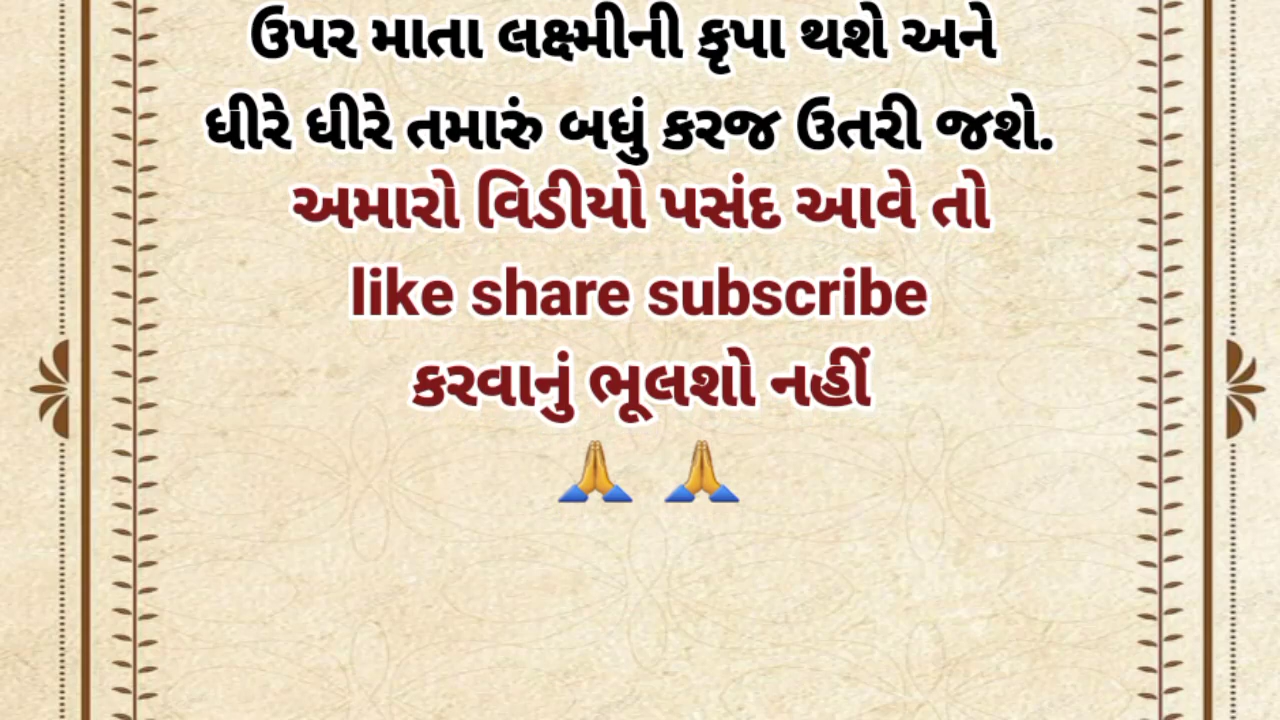 ઉપર માતા લક્ષ્મીની કૃપા થશે અને
ધીરે ધીરે તમારું બધું કરજ ઉતરી જશે.
અમારો વિડીયો પસંદ આવે તો
like share subscribe
કરવાનું ભૂલશો નહીં
🙏 🙏